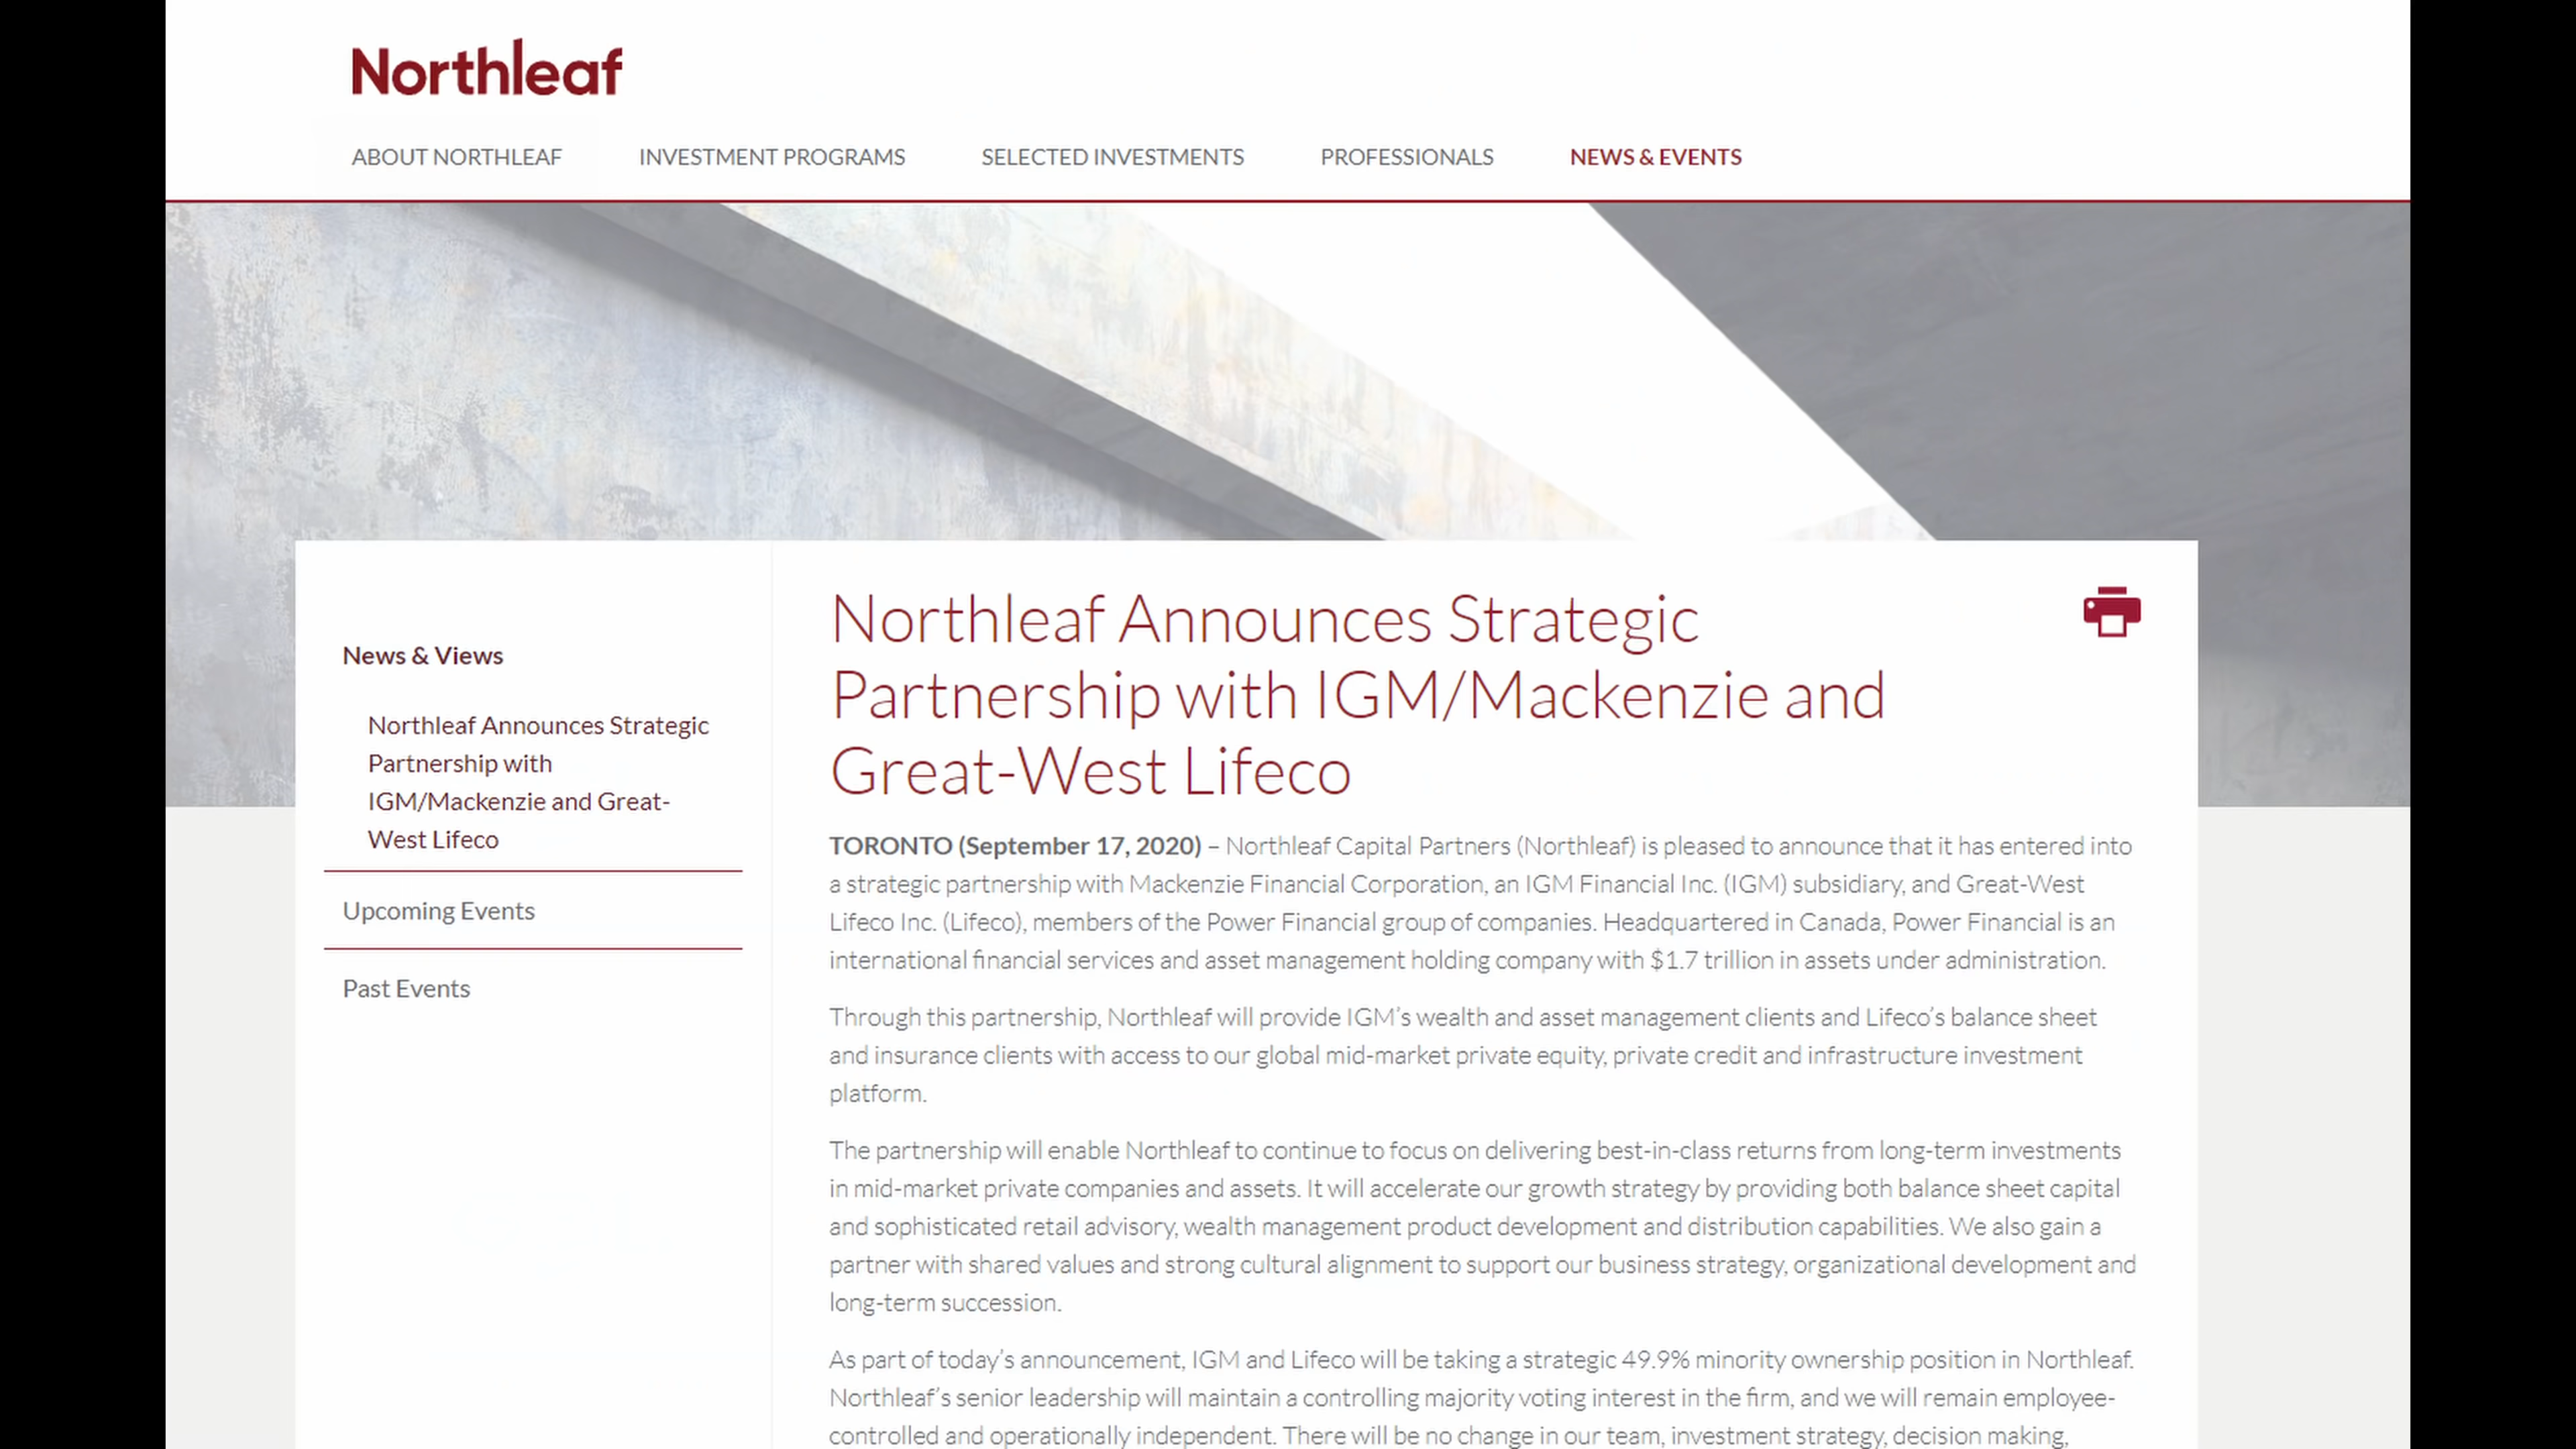 Northleaf
ABOUT NORTHLEAF
INVESTMENT PROGRAMS
SELECTED INVESTMENTS
PROFESSIONALS
NEWS & EVENTS
News & Views
Northleaf Announces Strategic
Partnership with
IGM/Mackenzie and Great-
West Lifeco
Upcoming Events
Past Events
Northleaf Announces Strategic
Partnership with IGM/Mackenzie and
Great-West Lifeco
TORONTO (September 17, 2020) – Northleaf Capital Partners (Northleaf) is pleased to announce that it has entered into
a strategic partnership with Mackenzie Financial Corporation, an IGM Financial Inc. (IGM) subsidiary, and Great-West
Lifeco Inc. (Lifeco), members of the Power Financial group of companies. Headquartered in Canada, Power Financial is an
international financial services and asset management holding company with $1.7 trillion in assets under administration.
Through this partnership, Northleaf will provide IGM's wealth and asset management clients and Lifeco's balance sheet
and insurance clients with access to our global mid-market private equity, private credit and infrastructure investment
platform.
The partnership will enable Northleaf to continue to focus on delivering best-in-class returns from long-term investments
in mid-market private companies and assets. It will accelerate our growth strategy by providing both balance sheet capital
and sophisticated retail advisory, wealth management product development and distribution capabilities. We also gain a
partner with shared values and strong cultural alignment to support our business strategy, organizational development and
long-term succession.
As part of today's announcement, IGM and Lifeco will be taking a strategic 49.9% minority ownership position in Northleaf.
Northleaf's senior leadership will maintain a controlling majority voting interest in the firm, and we will remain employee-
controlled and operationally independent. There will be no change in our team, investment strategy, decision making,